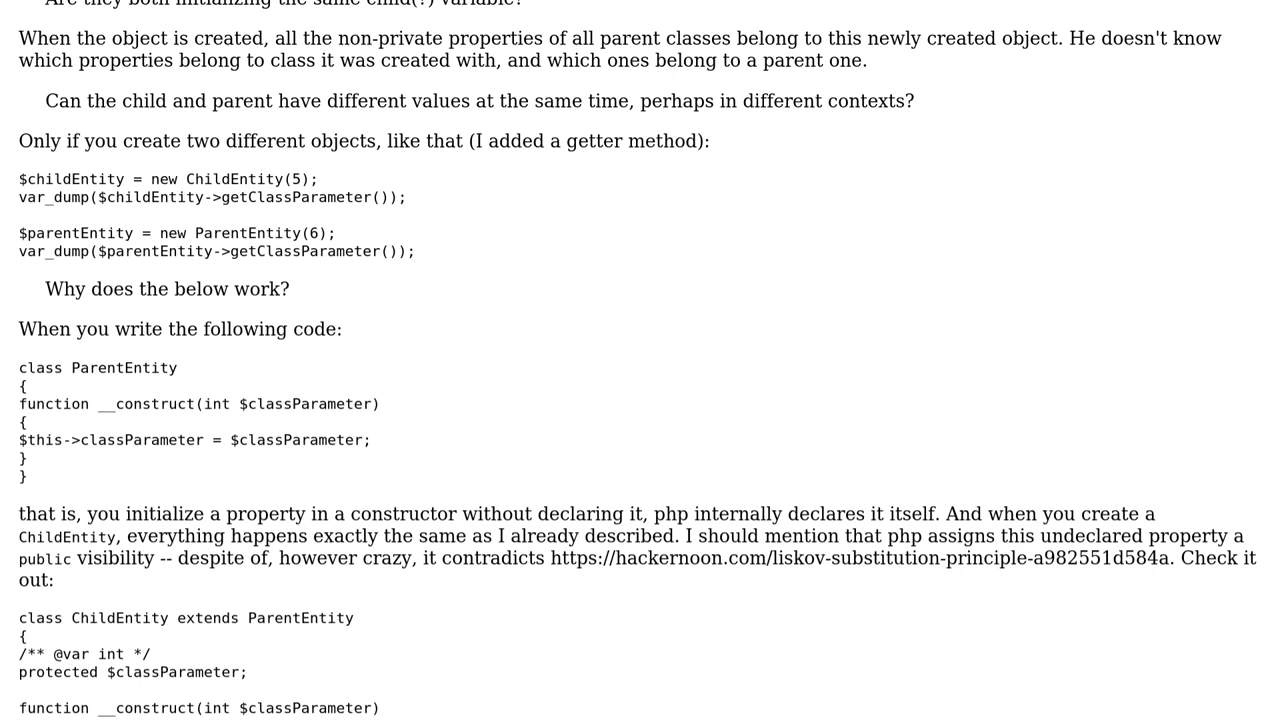 Are they both initializing the same child(?) variable?
When the object is created, all the non-private properties of all parent classes belong to this newly created object. He doesn't know
which properties belong to class it was created with, and which ones belong to a parent one.
Can the child and parent have different values at the same time, perhaps in different contexts?
Only if you create two different objects, like that (I added a getter method):
$childEntity = new ChildEntity(5);
var_dump($childEntity->getClassParameter());
$parentEntity = new ParentEntity(6);
var_dump($parentEntity->getClassParameter());
Why does the below work?
When you write the following code:
class ParentEntity
{
function __construct(int $classParameter)
{
$this->classParameter = $classParameter;
}
}
that is, you initialize a property in a constructor without declaring it, php internally declares it itself. And when you create a
ChildEntity, everything happens exactly the same as I already described. I should mention that php assigns this undeclared property a
public visibility -- despite of, however crazy, it contradicts https://hackernoon.com/liskov-substitution-principle-a982551d584a. Check it
out:
class ChildEntity extends ParentEntity
{
/** @var int */
protected $classParameter;
function __construct(int $classParameter)